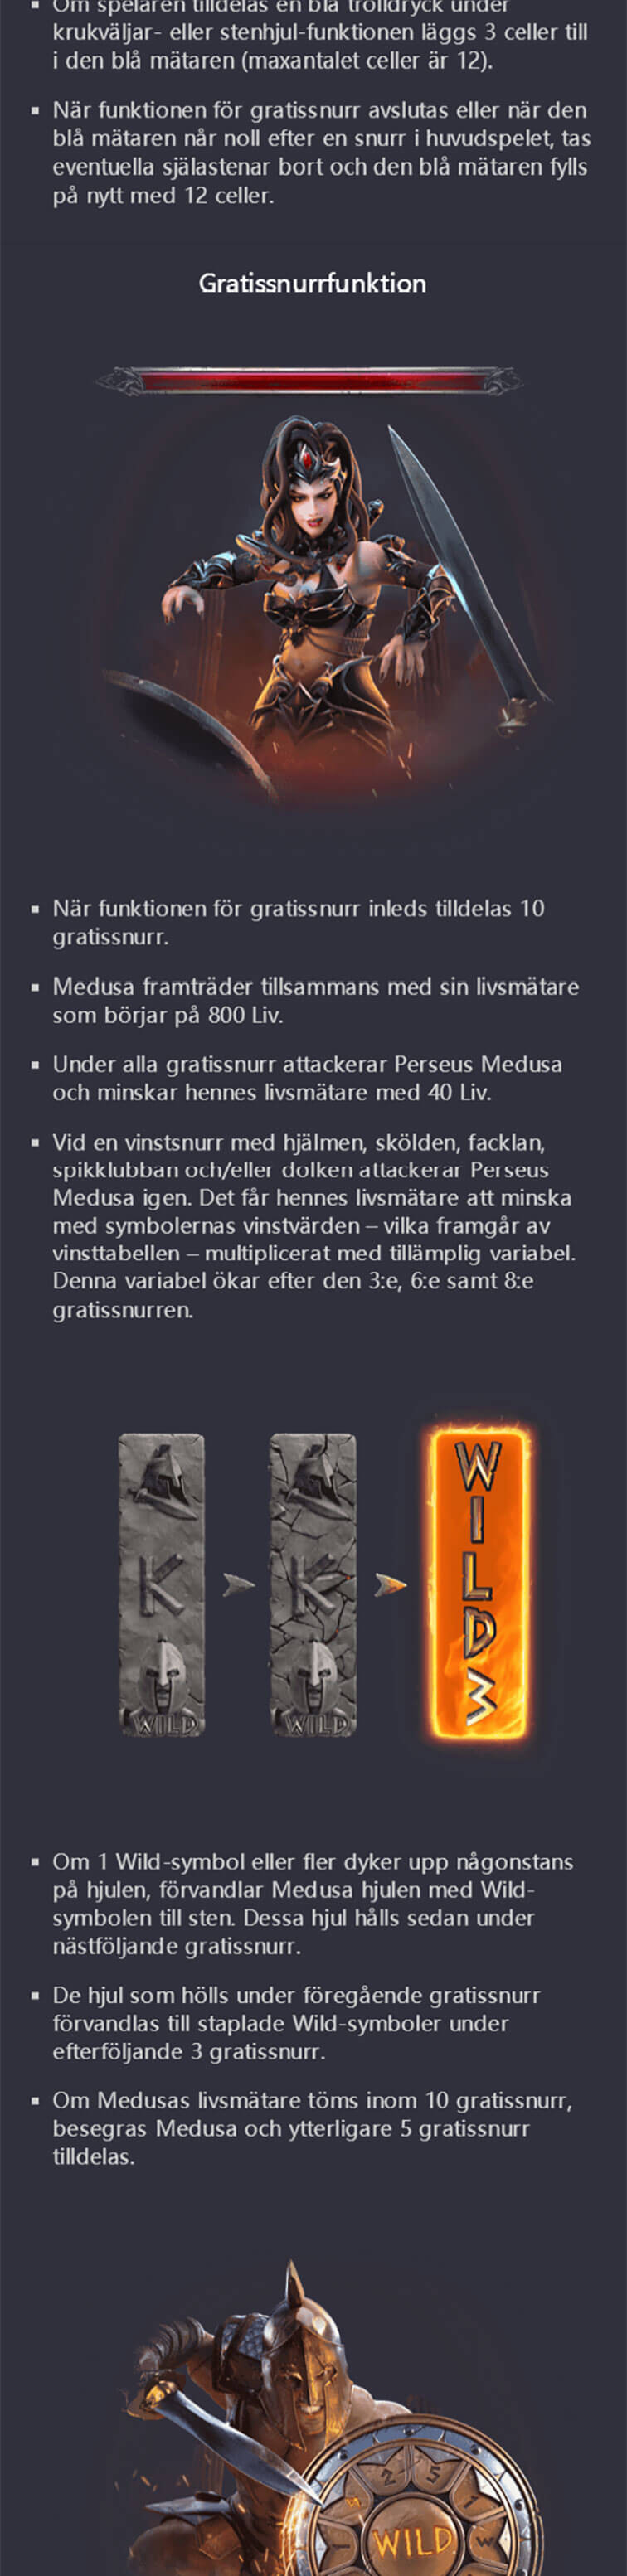 ▪ Om spelaren tilldelas en blå trolldryck under
krukväljar- eller stenhjul-funktionen läggs 3 celler till
i den blå mätaren (maxantalet celler är 12).
▪ När funktionen för gratissnurr avslutas eller när den
blå mätaren når noll efter en snurr i huvudspelet, tas
eventuella själastenar bort och den blå mätaren fylls
på nytt med 12 celler.
Gratissnurrfunktion
▪ När funktionen för gratissnurr inleds tilldelas 10
gratissnurr.
▪ Medusa framträder tillsammans med sin livsmätare
som börjar på 800 Liv.
▪ Under alla gratissnurr attackerar Perseus Medusa
och minskar hennes livsmätare med 40 Liv.
▪ Vid en vinstsnurr med hjälmen, skölden, facklan,
spikklubban och/eller dolken attackerar Perseus
Medusa igen. Det får hennes livsmätare att minska
med symbolernas vinstvärden – vilka framgår av
vinsttabellen – multiplicerat med tillämplig variabel.
Denna variabel ökar efter den 3:e, 6:e samt 8:e
gratissnurren.
K
WILD
K
WILD
WILD
3
▪ Om 1 Wild-symbol eller fler dyker upp någonstans
på hjulen, förvandlar Medusa hjulen med Wild-
symbolen till sten. Dessa hjul hålls sedan under
nästföljande gratissnurr.
▪ De hjul som hölls under föregående gratissnurr
förvandlas till staplade Wild-symboler under
efterföljande 3 gratissnurr.
▪ Om Medusas livsmätare töms inom 10 gratissnurr,
besegras Medusa och ytterligare 5 gratissnurr
tilldelas.
2 5
WILD